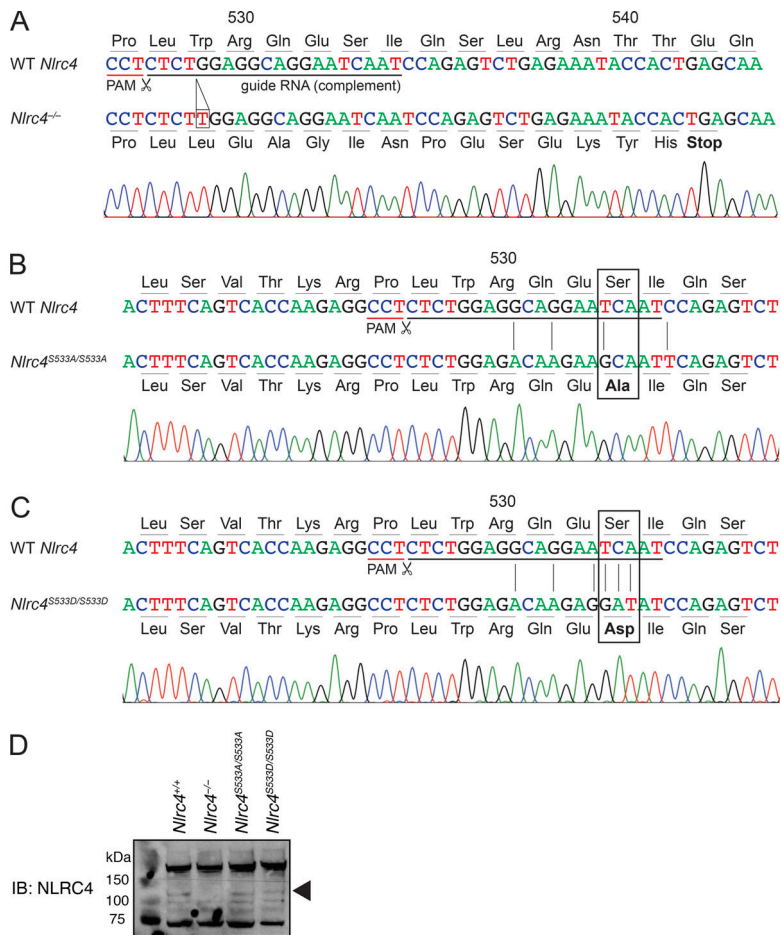 A
530 540
Pro Leu Trp Arg Gln Glu Ser Ile Gln Ser Leu Arg Asn Thr Thr Glu Gln
WT Nlrc4 CCTCTCTGGAGGCAGGAATCAATCCAGAGTCTGAGAAATACCACTGAGCAA
PAM guide RNA (complement)
Nlrc4–/– CCTCTCTTGGAGGCAGGAATCAATCCAGAGTCTGAGAAATACCACTGAGCAA
Pro Leu Leu Glu Ala Gly Ile Asn Pro Glu Ser Glu Lys Tyr His Stop
B
530
Leu Ser Val Thr Lys Arg Pro Leu Trp Arg Gln Glu Ser Ile Gln Ser
WT Nlrc4 ACTTTCAGTCACCAAGAGGCCTCTCTGGAGGCAGGAATCAATCCAGAGTCT
PAM
Nlrc4S533A/S533A ACTTTCAGTCACCAAGAGGCCTCTCTGGAGACAAGAAGCAATTCAGAGTCT
Leu Ser Val Thr Lys Arg Pro Leu Trp Arg Gln Glu Ala Ile Gln Ser
C
530
Leu Ser Val Thr Lys Arg Pro Leu Trp Arg Gln Glu Ser Ile Gln Ser
WT Nlrc4 ACTTTCAGTCACCAAGAGGCCTCTCTGGAGGCAGGAATCAATCCAGAGTCT
PAM
Nlrc4S533D/S533D ACTTTCAGTCACCAAGAGGCCTCTCTGGAGACAAGAGGATATCCAGAGTCT
Leu Ser Val Thr Lys Arg Pro Leu Trp Arg Gln Glu Asp Ile Gln Ser
D
Nlrc4+/+ Nlrc4–/– Nlrc4S533A/S533A Nlrc4S533D/S533D
kDa
150
IB: NLRC4
100
75